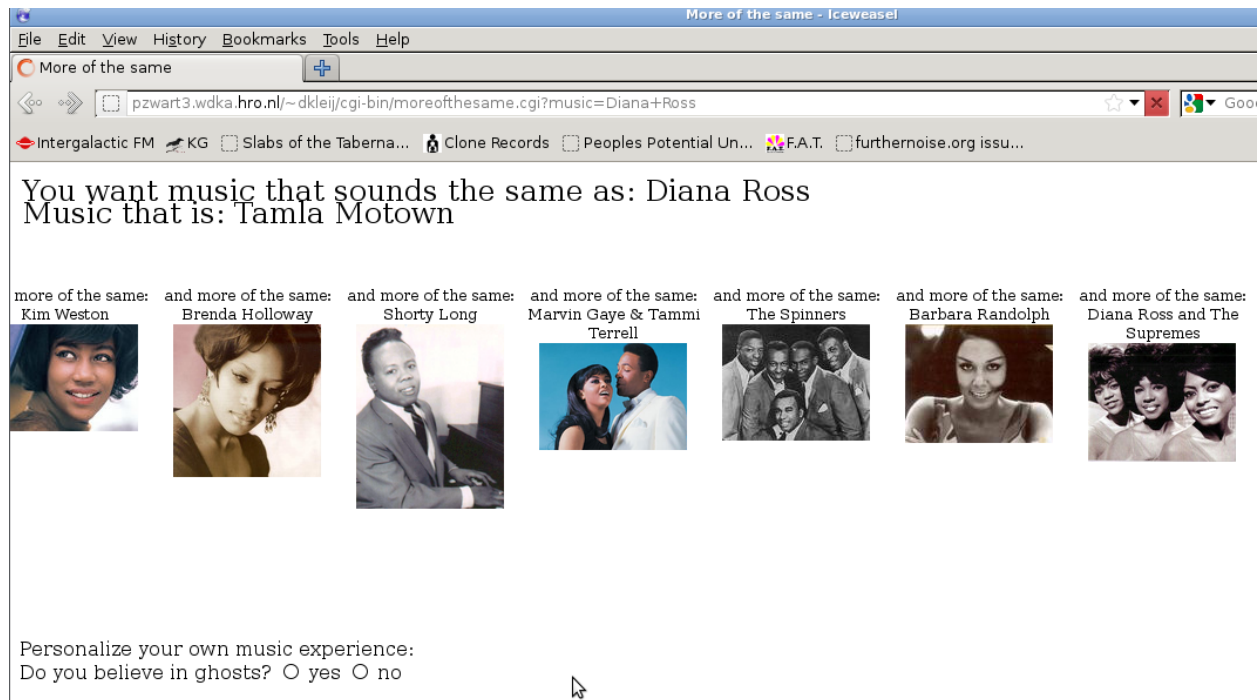 More of the same - Iceweasel
File Edit View History Bookmarks Tools Help
More of the same
pzwart3.wdka.hro.nl/~dkleij/cgi-bin/moreofthesame.cgi?music=Diana+Ross
Intergalactic FM KG Slabs of the Taberna... Clone Records Peoples Potential Un... F.A.T. furthernoise.org issu...
You want music that sounds the same as: Diana Ross
Music that is: Tamla Motown
more of the same:
Kim Weston
and more of the same:
Brenda Holloway
and more of the same:
Shorty Long
and more of the same:
Marvin Gaye & Tammi
Terrell
and more of the same:
The Spinners
and more of the same:
Barbara Randolph
and more of the same:
Diana Ross and The
Supremes
Personalize your own music experience:
Do you believe in ghosts? yes no